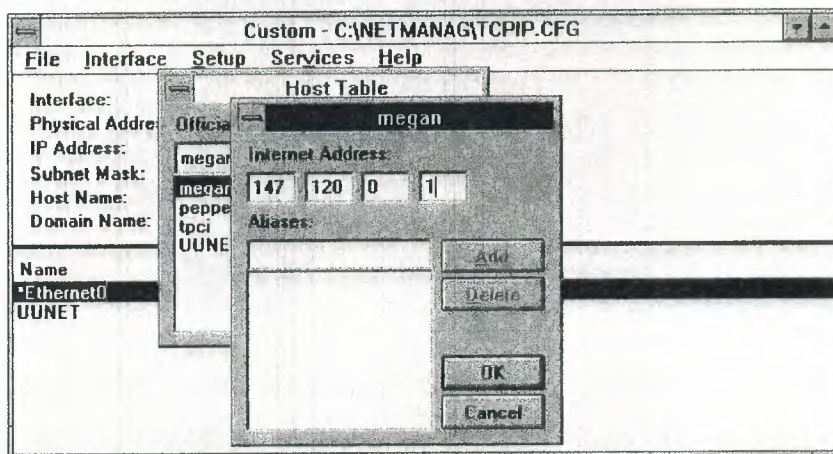 Custom - C:\NETMANAG\TCPIP.CFG
File Interface Setup Services Help
Interface:
Physical Addre
IP Address:
Subnet Mask:
Host Name:
Domain Name:
Name
*Ethernet0
UUNET
Host Table
Officia
megan
megan
peppe
tpci
UUNE
megan
Internet Address:
147 120 0 1
Aliases:
Add
Delete
OK
Cancel